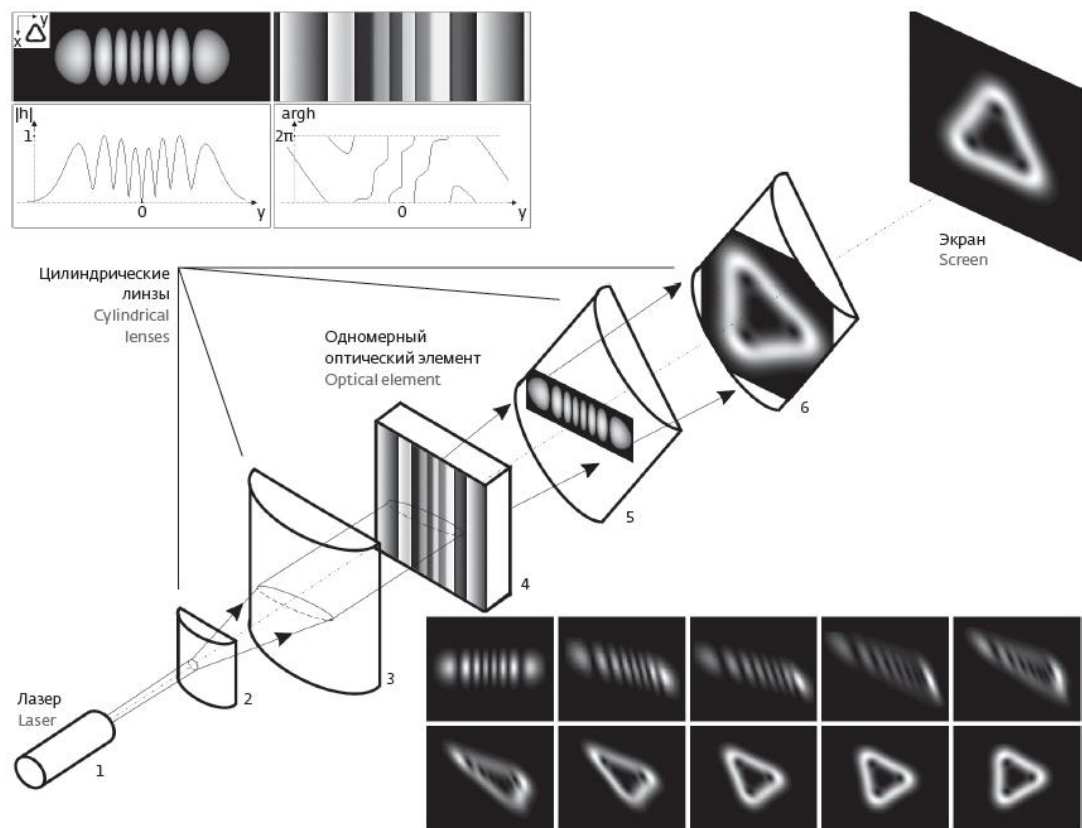 y
x
|h|
1
0
y
argh
2π
0
y
Цилиндрические
линзы
Cylindrical
lenses
Одномерный
оптический элемент
Optical element
Экран
Screen
6
5
4
3
2
Лазер
Laser
1